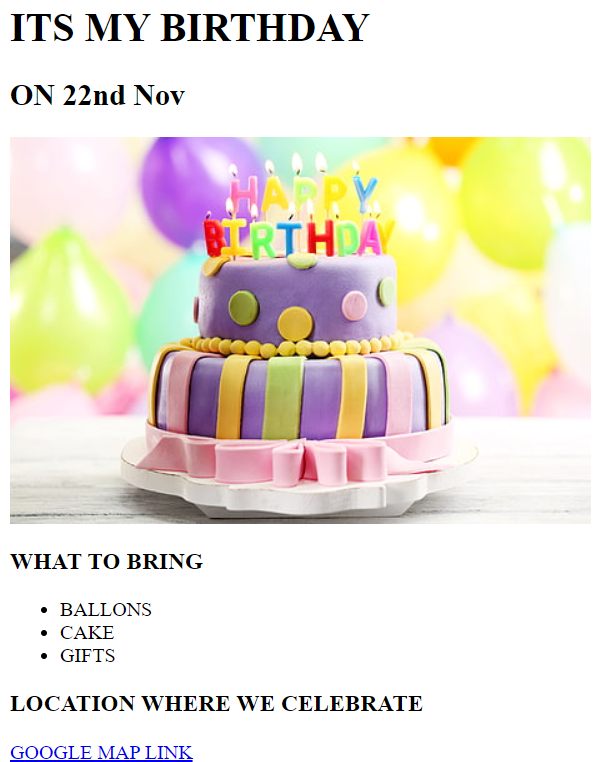 ITS MY BIRTHDAY
ON 22nd Nov
HAPPY
BIRTHDAY
WHAT TO BRING
BALLONS
CAKE
GIFTS
LOCATION WHERE WE CELEBRATE
GOOGLE MAP LINK